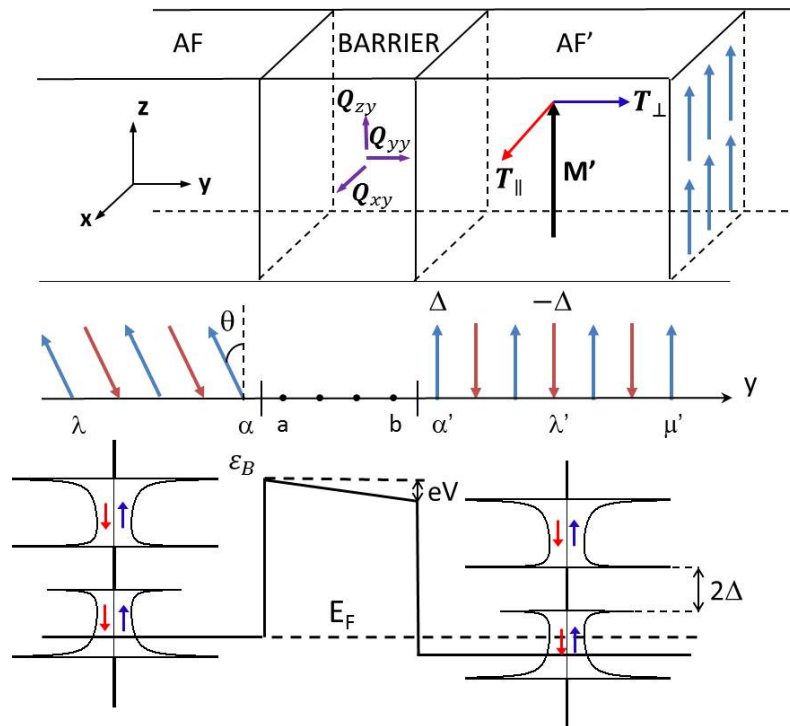 AF BARRIER AF'
z
y
x
Q_zy
Q_yy
Q_xy
T_⊥
T_∥
M'
θ Δ −Δ
y
λ α a b α' λ' μ'
ε_B
eV
2Δ
E_F